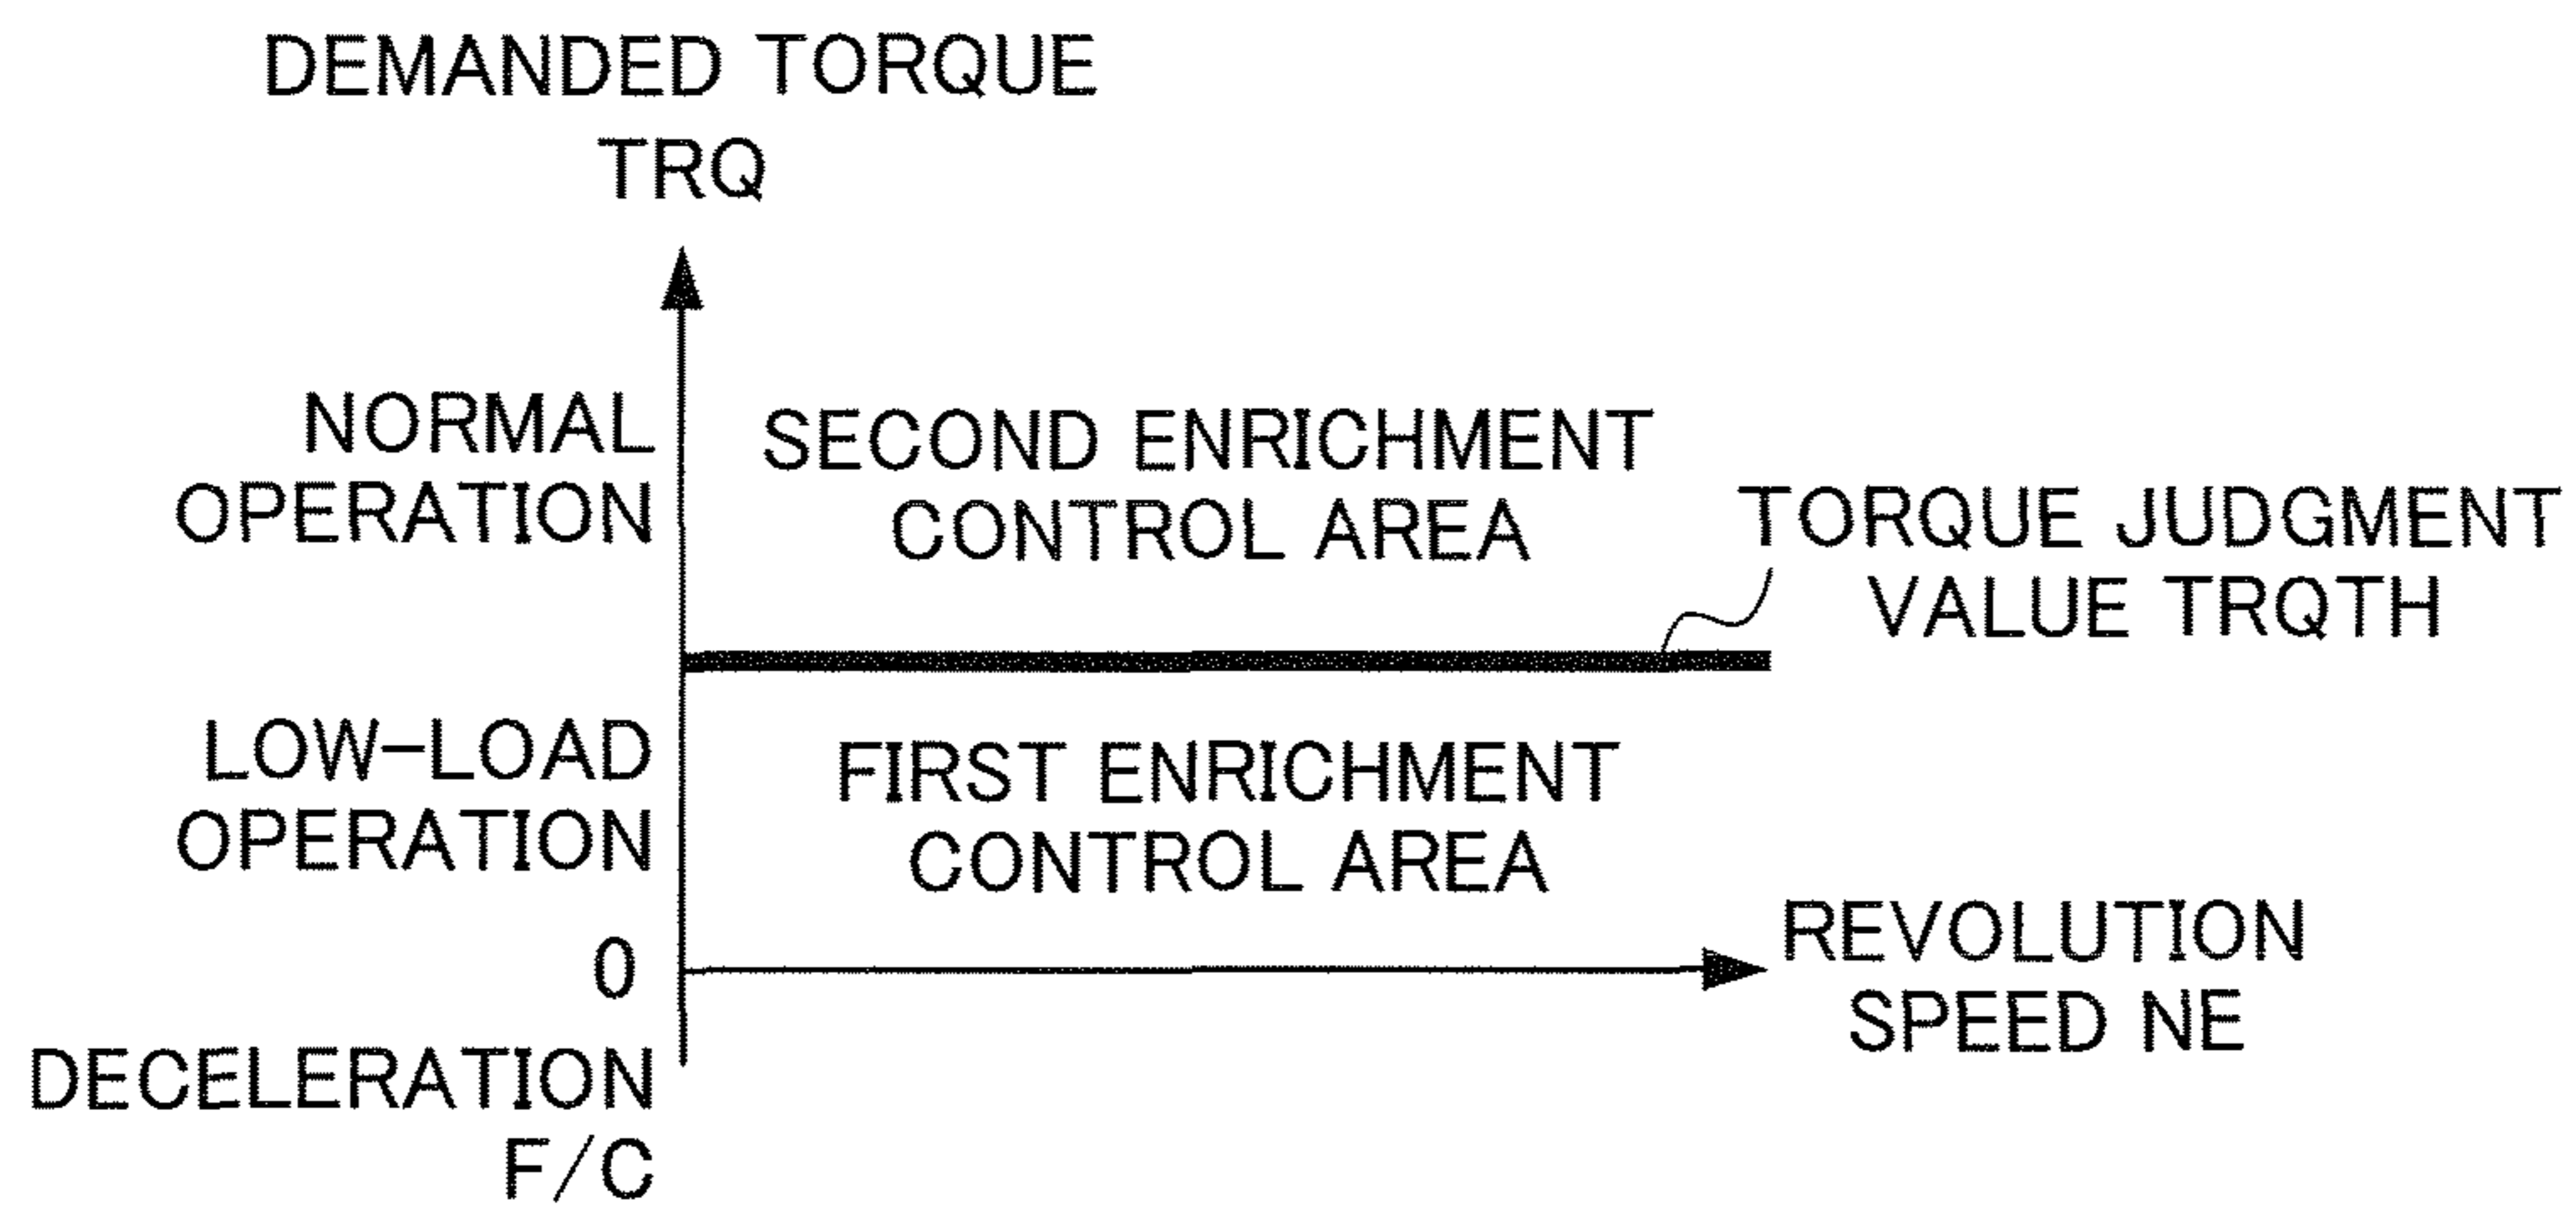 DEMANDED TORQUE
TRQ
NORMAL
OPERATION
SECOND ENRICHMENT
CONTROL AREA
TORQUE JUDGMENT
VALUE TRQTH
LOW-LOAD
OPERATION
FIRST ENRICHMENT
CONTROL AREA
0
REVOLUTION
SPEED NE
DECELERATION
F/C